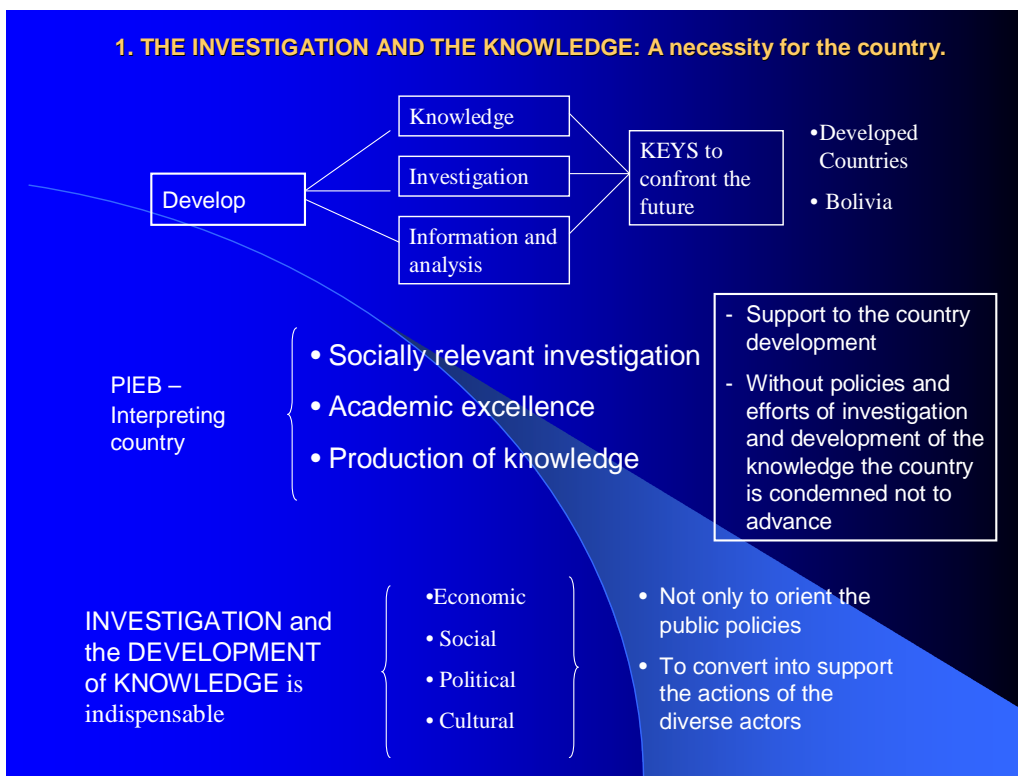 1. THE INVESTIGATION AND THE KNOWLEDGE: A necessity for the country.
Develop
Knowledge
Investigation
Information and
analysis
KEYS to
confront the
future
•Developed
Countries
• Bolivia
PIEB –
Interpreting
country
• Socially relevant investigation
• Academic excellence
• Production of knowledge
- Support to the country
development
- Without policies and
efforts of investigation
and development of the
knowledge the country
is condemned not to
advance
INVESTIGATION and
the DEVELOPMENT
of KNOWLEDGE is
indispensable
•Economic
• Social
• Political
• Cultural
• Not only to orient the
public policies
• To convert into support
the actions of the
diverse actors